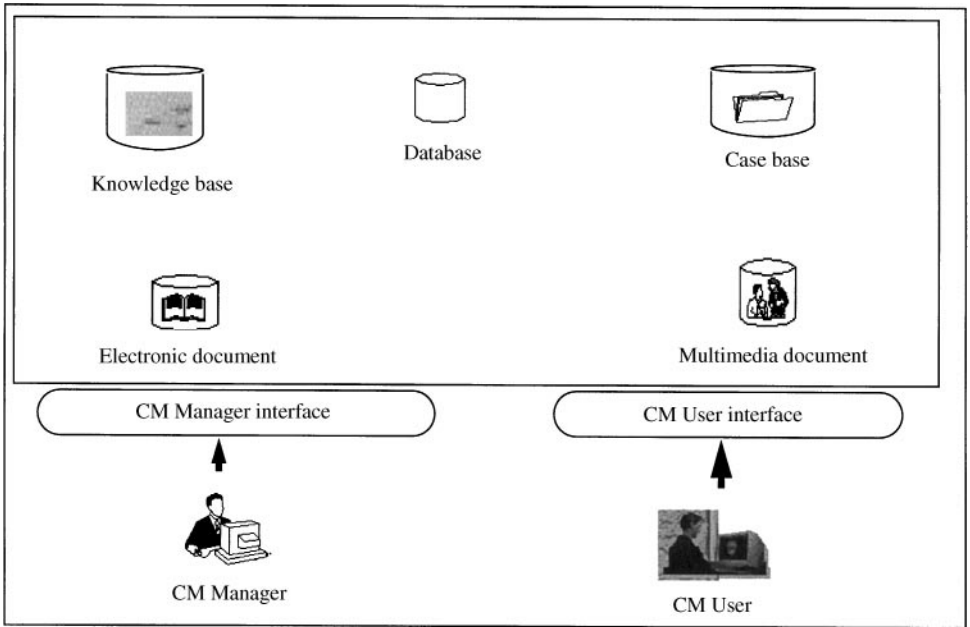 Knowledge base
Database
Case base
Electronic document
Multimedia document
CM Manager interface
CM User interface
CM Manager
CM User